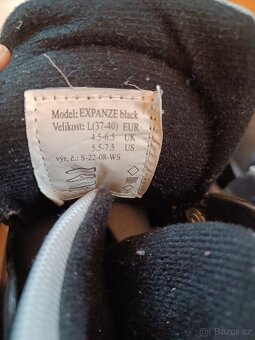 Model: EXPANZE black
Velikost: L(37-40) EUR
4.5-6.5 UK
5.5-7.5 US
výr. č.: S-22-08-WS
© Bazos.cz